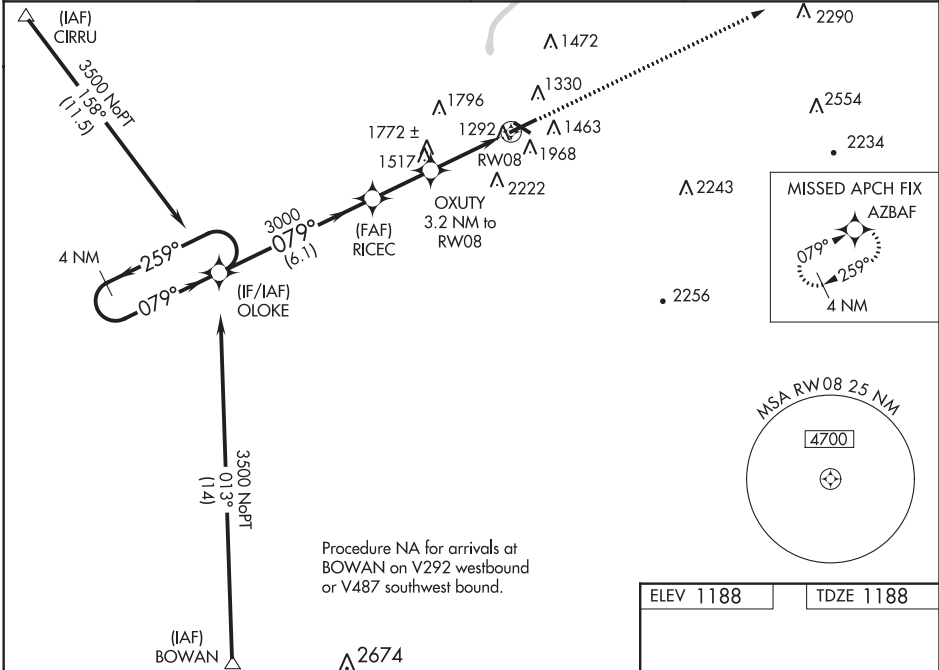 (IAF)
CIRRU
3500 NoPT
158°
(11.5)
2290
1472
1330
1796
2554
1772 ±
1292
1463
1517
RW08
1968
2234
2222
2243
OXUTY
3.2 NM to
RW08
MISSED APCH FIX
AZBAF
079°
259°
4 NM
3000
079°
(6.1)
(FAF)
RICEC
4 NM
259°
079°
(IF/IAF)
OLOKE
2256
MSA RW08 25 NM
4700
3500 NoPT
013°
(14)
Procedure NA for arrivals at
BOWAN on V292 westbound
or V487 southwest bound.
ELEV 1188
TDZE 1188
(IAF)
BOWAN
2674